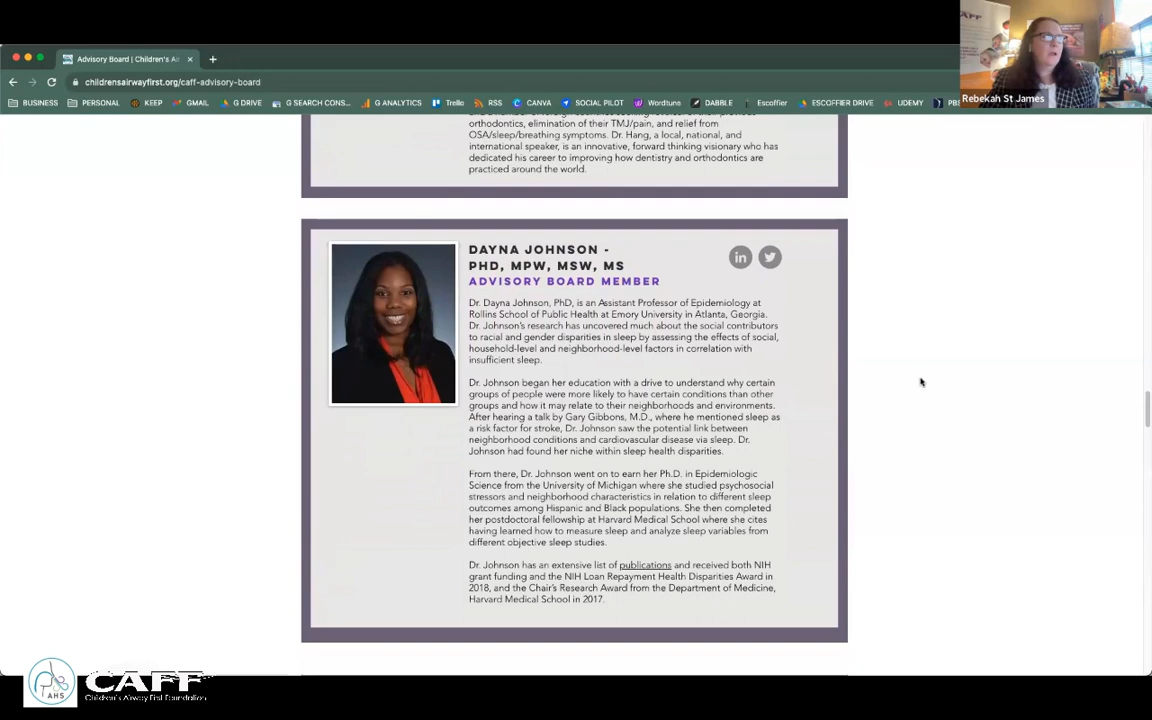 Advisory Board | Children's Ai
childrensairwayfirst.org/caff-advisory-board
BUSINESS PERSONAL KEEP GMAIL G DRIVE G SEARCH CONS... G ANALYTICS Trello RSS CANVA SOCIAL PILOT Wordtune DABBLE Escoffier ESCOFFIER DRIVE UDEMY
CAFF
Rebekah St James
orthodontics, elimination of their TMJ/pain, and relief from
OSA/sleep/breathing symptoms. Dr. Hang, a local, national, and
international speaker, is an innovative, forward thinking visionary who has
dedicated his career to improving how dentistry and orthodontics are
practiced around the world.
DAYNA JOHNSON -
PHD, MPW, MSW, MS
ADVISORY BOARD MEMBER
in
Dr. Dayna Johnson, PhD, is an Assistant Professor of Epidemiology at
Rollins School of Public Health at Emory University in Atlanta, Georgia.
Dr. Johnson's research has uncovered much about the social contributors
to racial and gender disparities in sleep by assessing the effects of social,
household-level and neighborhood-level factors in correlation with
insufficient sleep.
Dr. Johnson began her education with a drive to understand why certain
groups of people were more likely to have certain conditions than other
groups and how it may relate to their neighborhoods and environments.
After hearing a talk by Gary Gibbons, M.D., where he mentioned sleep as
a risk factor for stroke, Dr. Johnson saw the potential link between
neighborhood conditions and cardiovascular disease via sleep. Dr.
Johnson had found her niche within sleep health disparities.
From there, Dr. Johnson went on to earn her Ph.D. in Epidemiologic
Science from the University of Michigan where she studied psychosocial
stressors and neighborhood characteristics in relation to different sleep
outcomes among Hispanic and Black populations. She then completed
her postdoctoral fellowship at Harvard Medical School where she cites
having learned how to measure sleep and analyze sleep variables from
different objective sleep studies.
Dr. Johnson has an extensive list of publications and received both NIH
grant funding and the NIH Loan Repayment Health Disparities Award in
2018, and the Chair's Research Award from the Department of Medicine,
Harvard Medical School in 2017.
AHS
CAFF
Children's Airway First Foundation